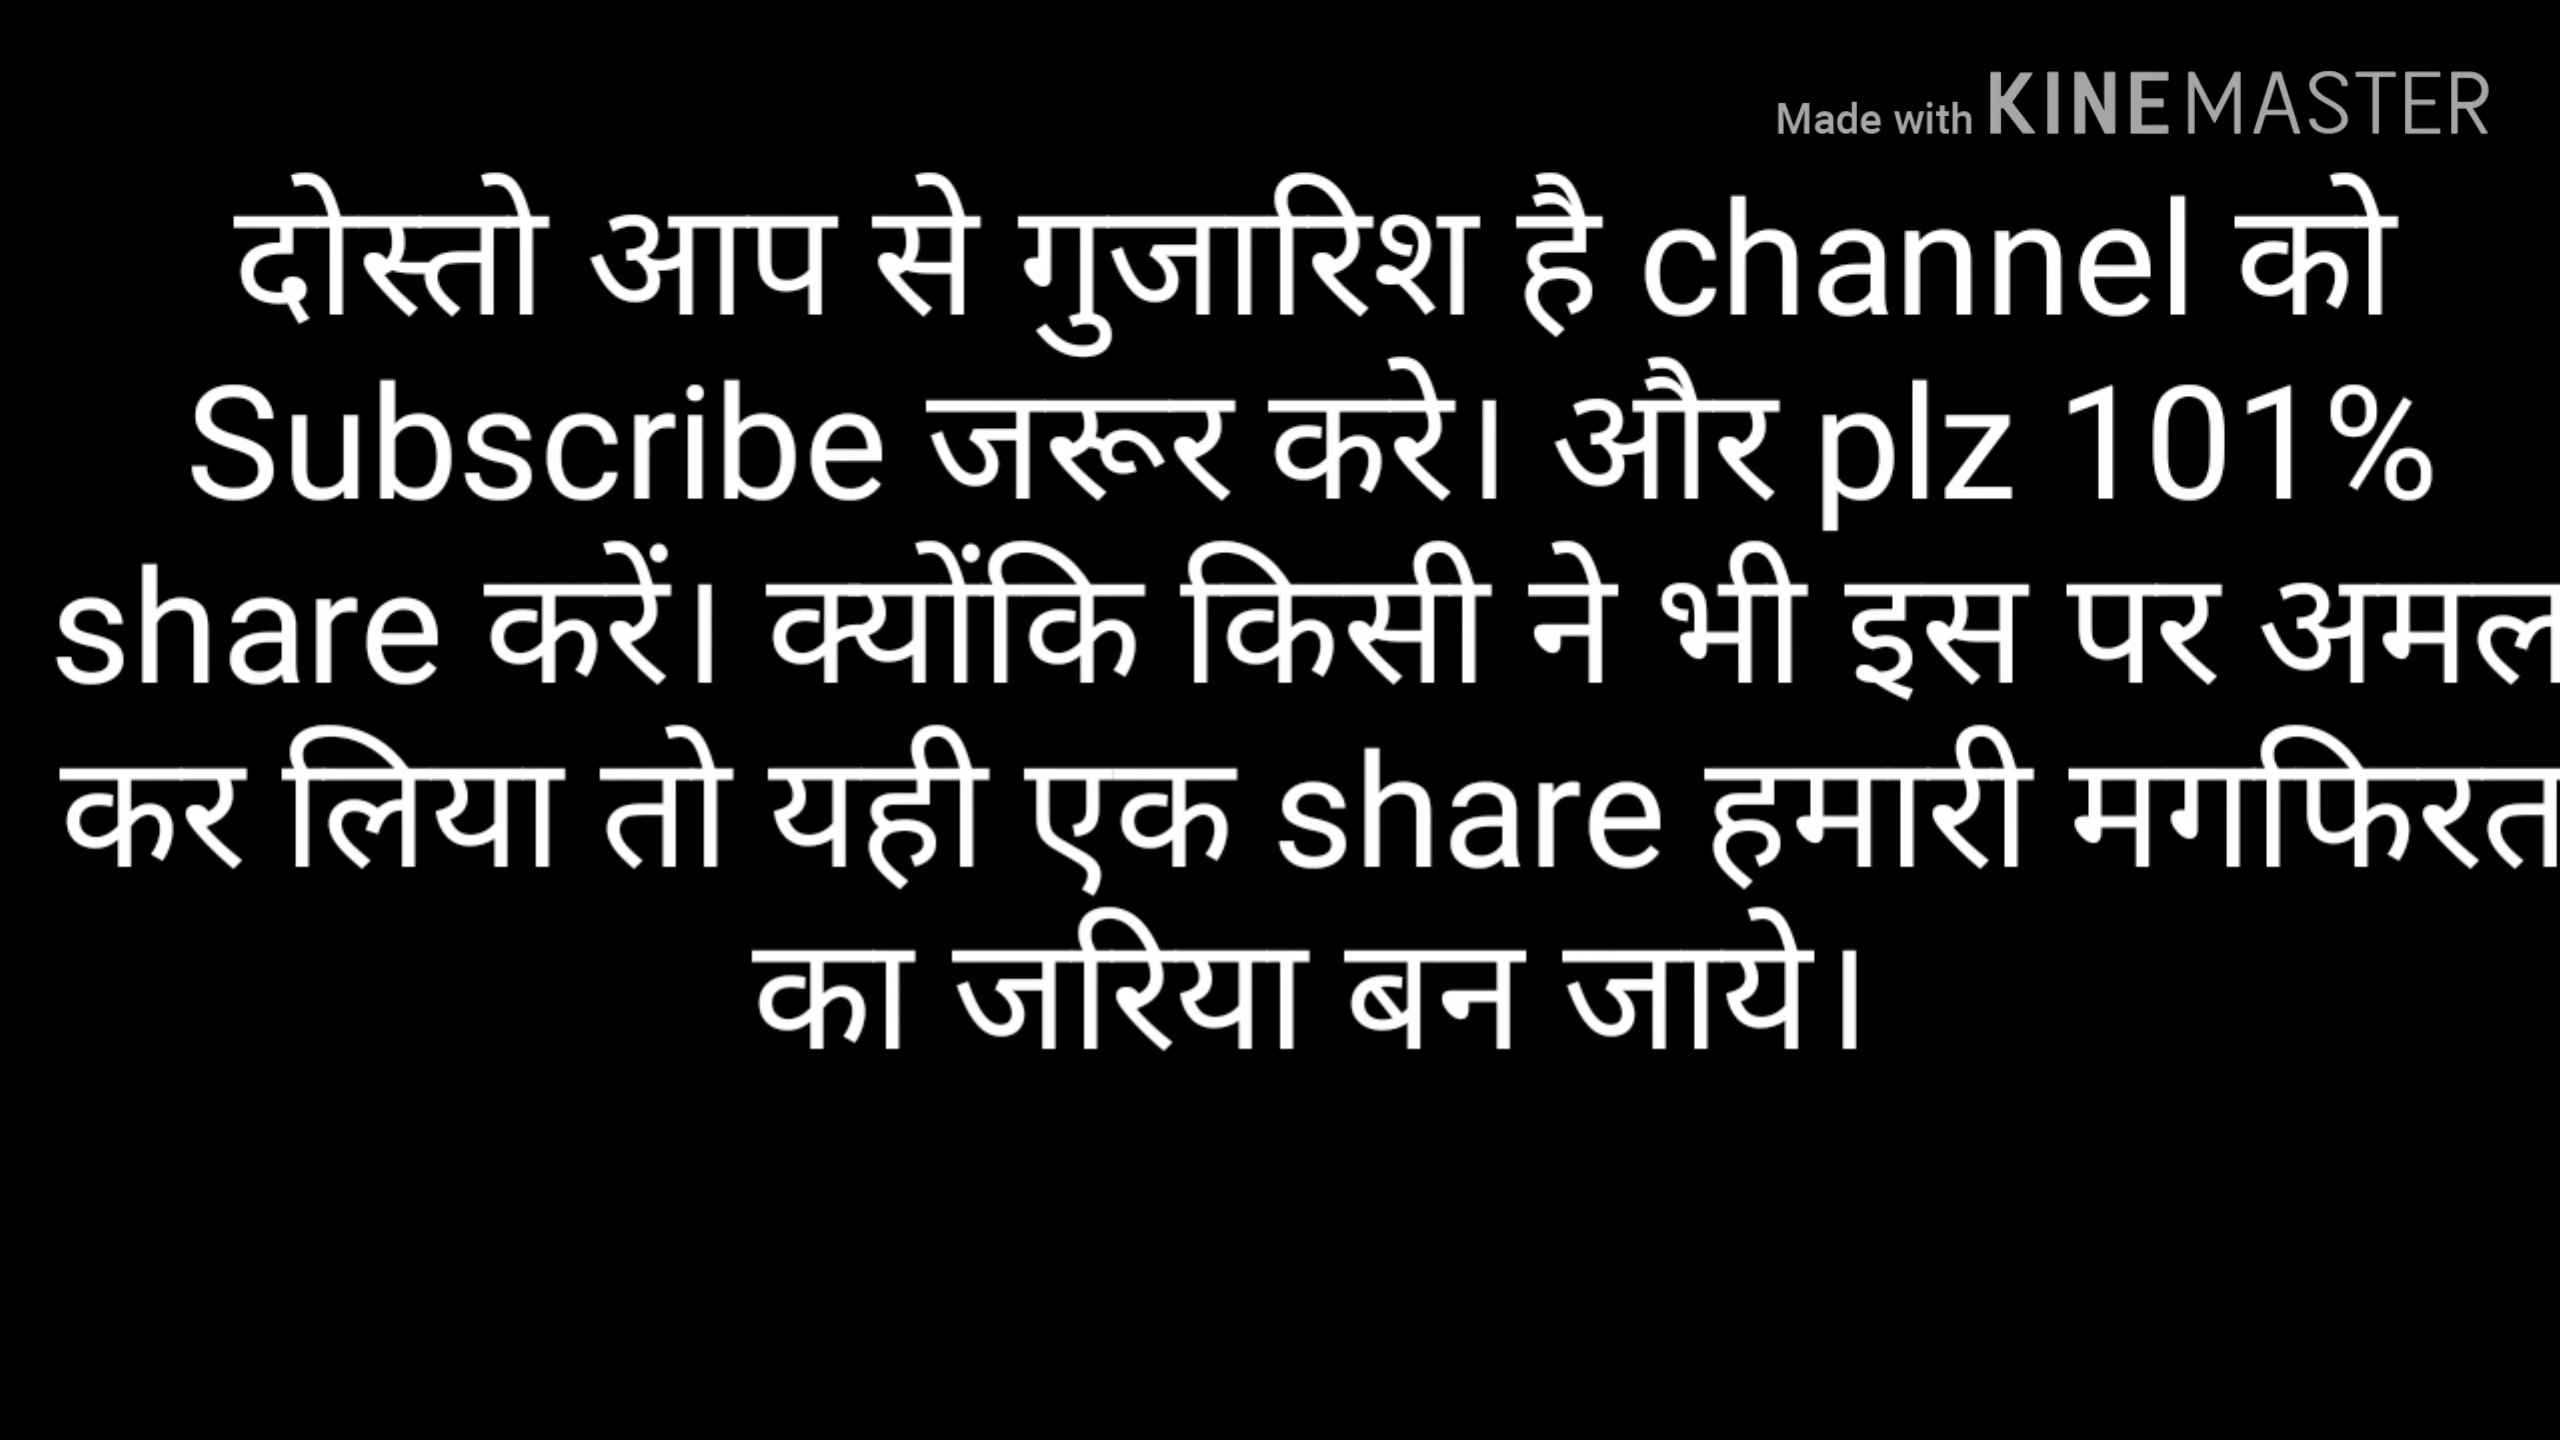 Made with KINEMASTER
दोस्तो आप से गुजारिश है channel को
Subscribe जरूर करे। और plz 101%
share करें। क्योंकि किसी ने भी इस पर अमल
कर लिया तो यही एक share हमारी मगफिरत
का जरिया बन जाये।